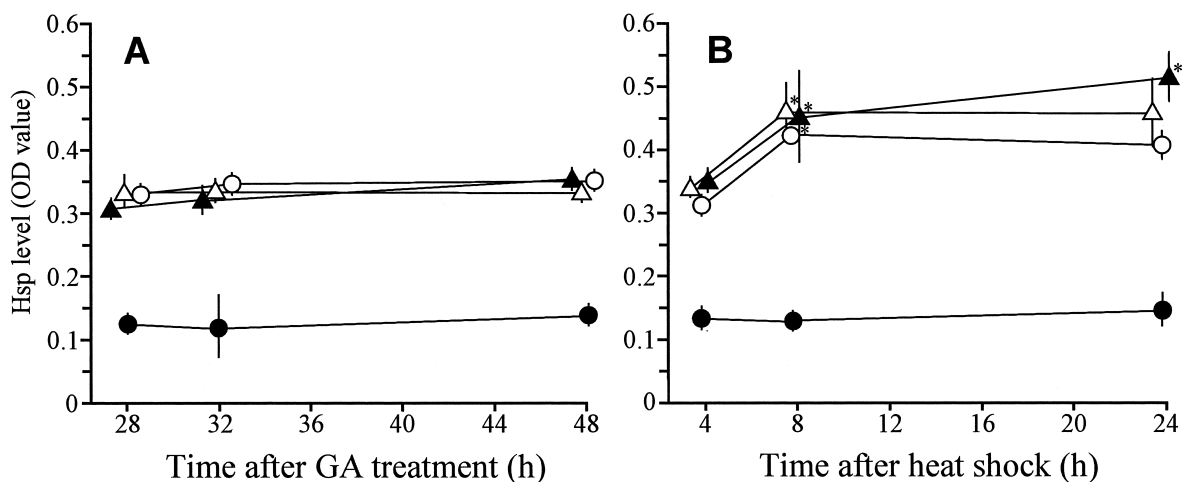 A
Hsp level (OD value)
0.6
0.5
0.4
0.3
0.2
0.1
0
28 32 36 40 44 48
Time after GA treatment (h)
B
0.6
0.5
0.4
0.3
0.2
0.1
0
* * * *
4 8 12 16 20 24
Time after heat shock (h)